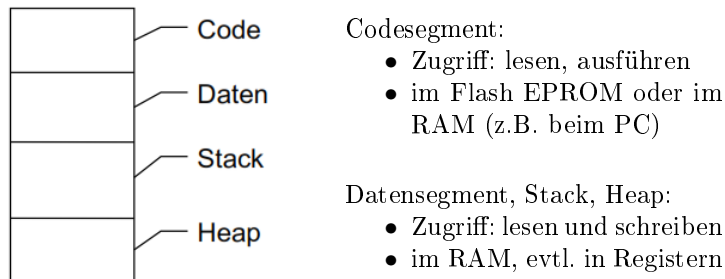 Code
Daten
Stack
Heap
Codesegment:
• Zugriff: lesen, ausführen
• im Flash EPROM oder im
RAM (z.B. beim PC)
Datensegment, Stack, Heap:
• Zugriff: lesen und schreiben
• im RAM, evtl. in Registern